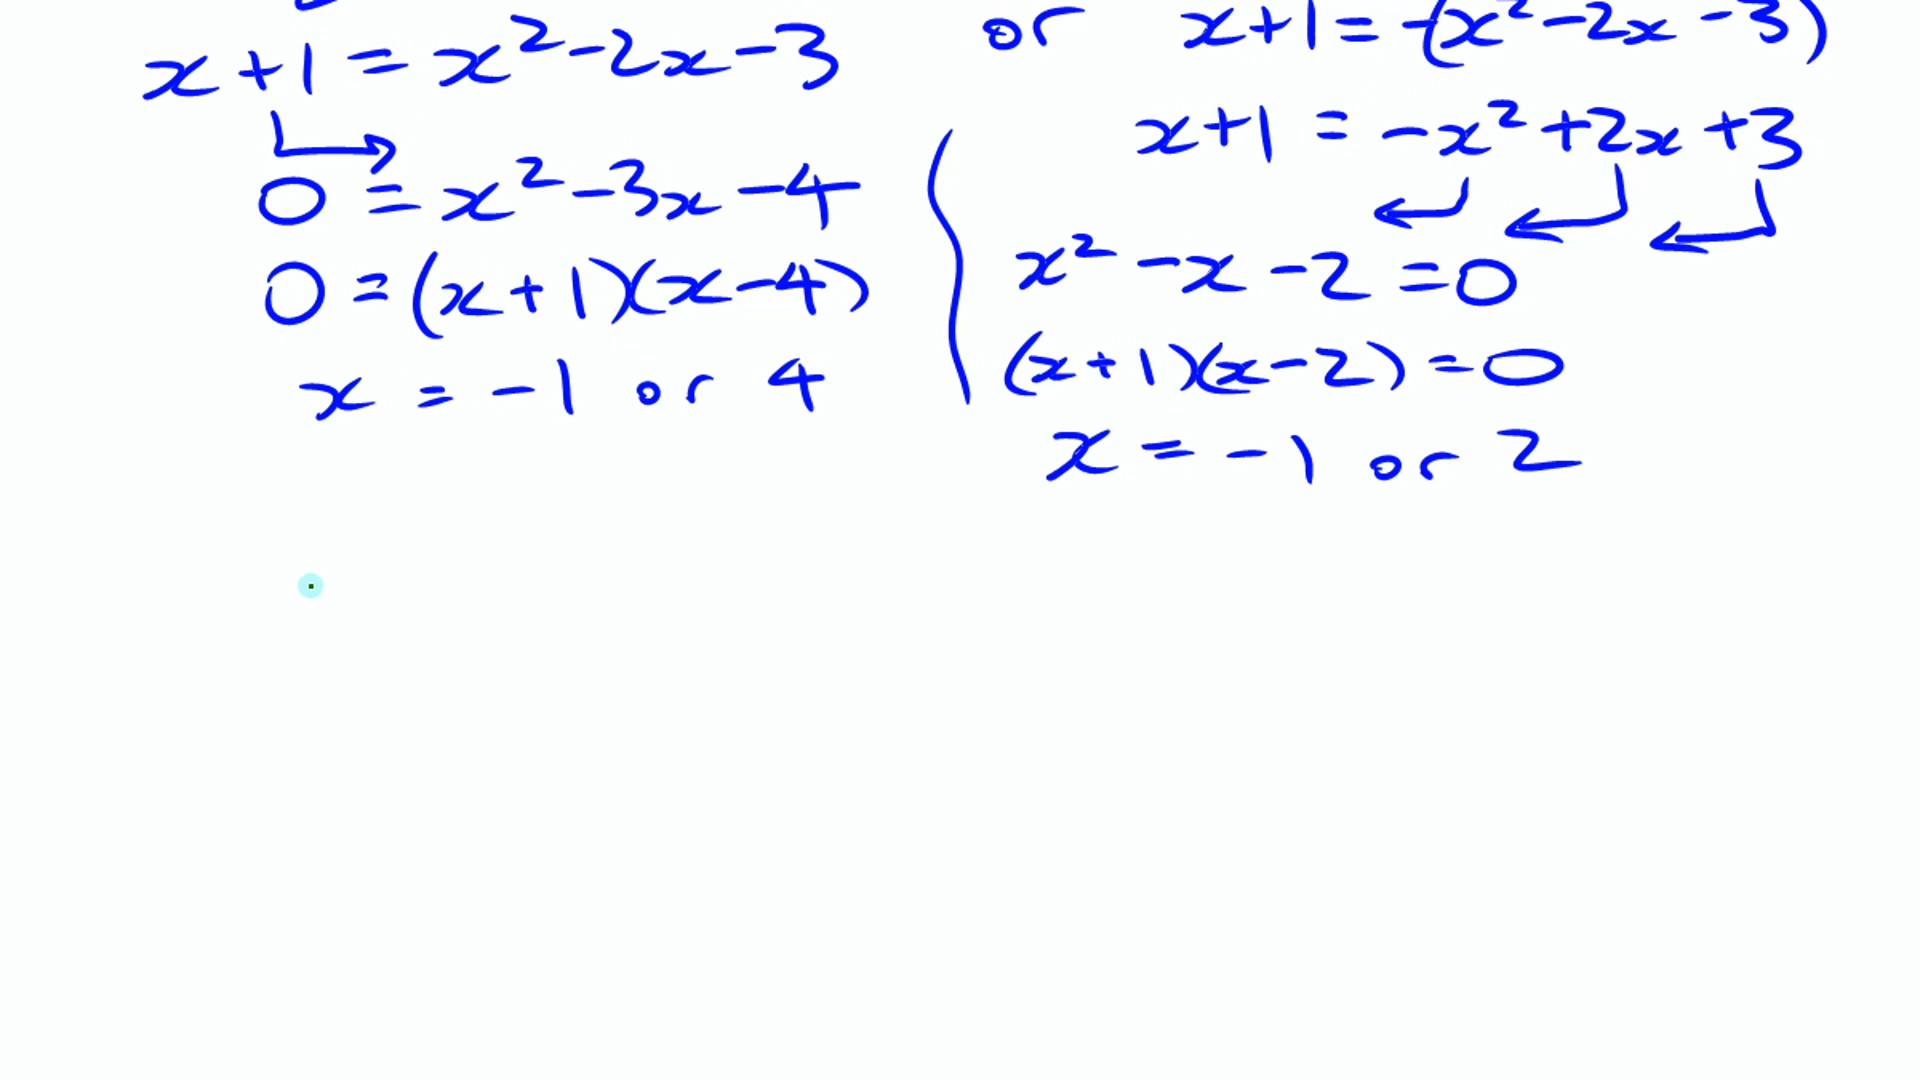 x+1 = x²-2x-3 or x+1 = -(x²-2x-3)
x+1 = -x²+2x+3
0 = x²-3x-4
x²-x-2=0
0 = (x+1)(x-4)
(x+1)(x-2)=0
x = -1 or 4
x = -1 or 2